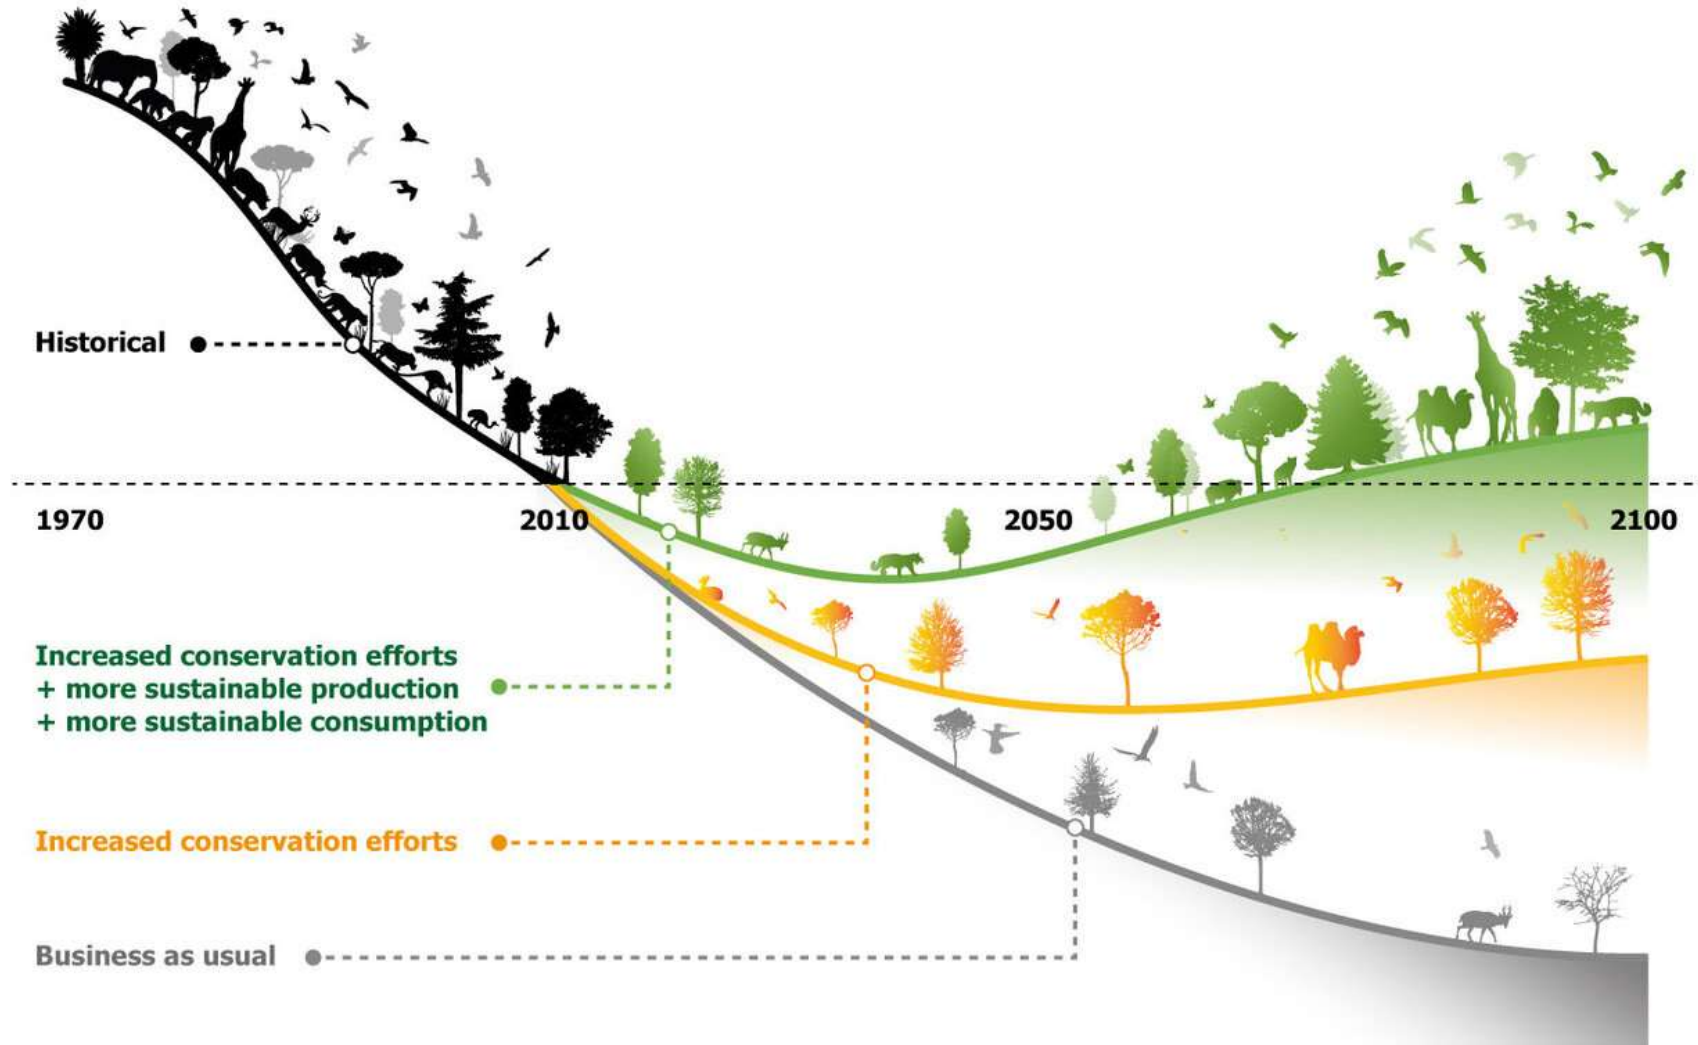 Historical
1970
2010
2050
2100
Increased conservation efforts
+ more sustainable production
+ more sustainable consumption
Increased conservation efforts
Business as usual